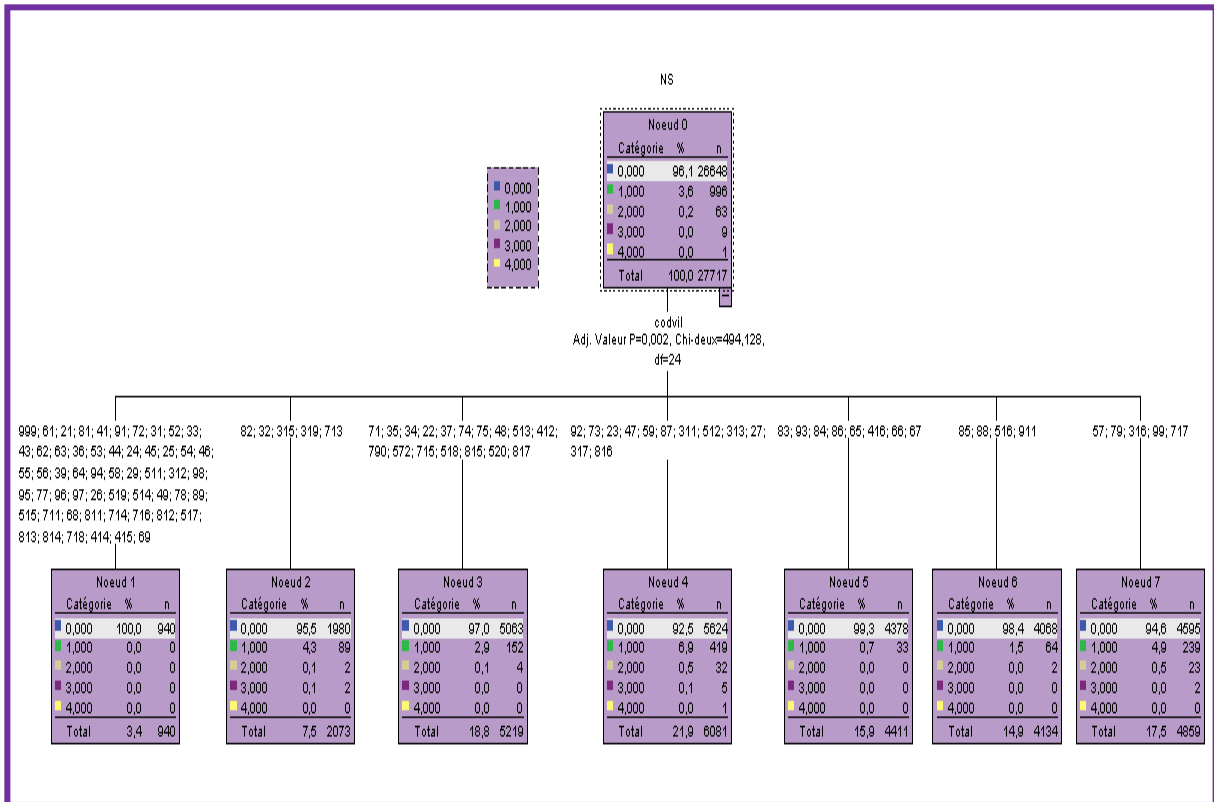 NS
Noeud 0
Catégorie % n
0,000 96,1 26648
1,000 3,6 996
2,000 0,2 63
3,000 0,0 9
4,000 0,0 1
Total 100,0 27717
0,000
1,000
2,000
3,000
4,000
codvil
Adj. Valeur P=0,002, Chi-deux=494,128,
df=24
999; 61; 21; 81; 41; 91; 72; 31; 52; 33;
43; 62; 63; 36; 53; 44; 24; 45; 25; 54; 46;
55; 56; 39; 64; 94; 58; 29; 511; 312; 98;
95; 77; 96; 97; 26; 519; 514; 49; 78; 89;
515; 711; 68; 811; 714; 716; 812; 517;
813; 814; 718; 414; 415; 69
82; 32; 315; 319; 713
71; 35; 34; 22; 37; 74; 75; 48; 513; 412;
790; 572; 715; 518; 815; 520; 817
92; 73; 23; 47; 59; 87; 311; 512; 313; 27;
317; 816
83; 93; 84; 86; 65; 416; 66; 67
85; 88; 516; 911
57; 79; 316; 99; 717
Noeud 1
Catégorie % n
0,000 100,0 940
1,000 0,0 0
2,000 0,0 0
3,000 0,0 0
4,000 0,0 0
Total 3,4 940
Noeud 2
Catégorie % n
0,000 95,5 1980
1,000 4,3 89
2,000 0,1 2
3,000 0,1 2
4,000 0,0 0
Total 7,5 2073
Noeud 3
Catégorie % n
0,000 97,0 5063
1,000 2,9 152
2,000 0,1 4
3,000 0,0 0
4,000 0,0 0
Total 18,8 5219
Noeud 4
Catégorie % n
0,000 92,5 5624
1,000 6,9 419
2,000 0,5 32
3,000 0,1 5
4,000 0,0 1
Total 21,9 6081
Noeud 5
Catégorie % n
0,000 99,3 4378
1,000 0,7 33
2,000 0,0 0
3,000 0,0 0
4,000 0,0 0
Total 15,9 4411
Noeud 6
Catégorie % n
0,000 98,4 4068
1,000 1,5 64
2,000 0,0 2
3,000 0,0 0
4,000 0,0 0
Total 14,9 4134
Noeud 7
Catégorie % n
0,000 94,6 4595
1,000 4,9 239
2,000 0,5 23
3,000 0,0 2
4,000 0,0 0
Total 17,5 4859